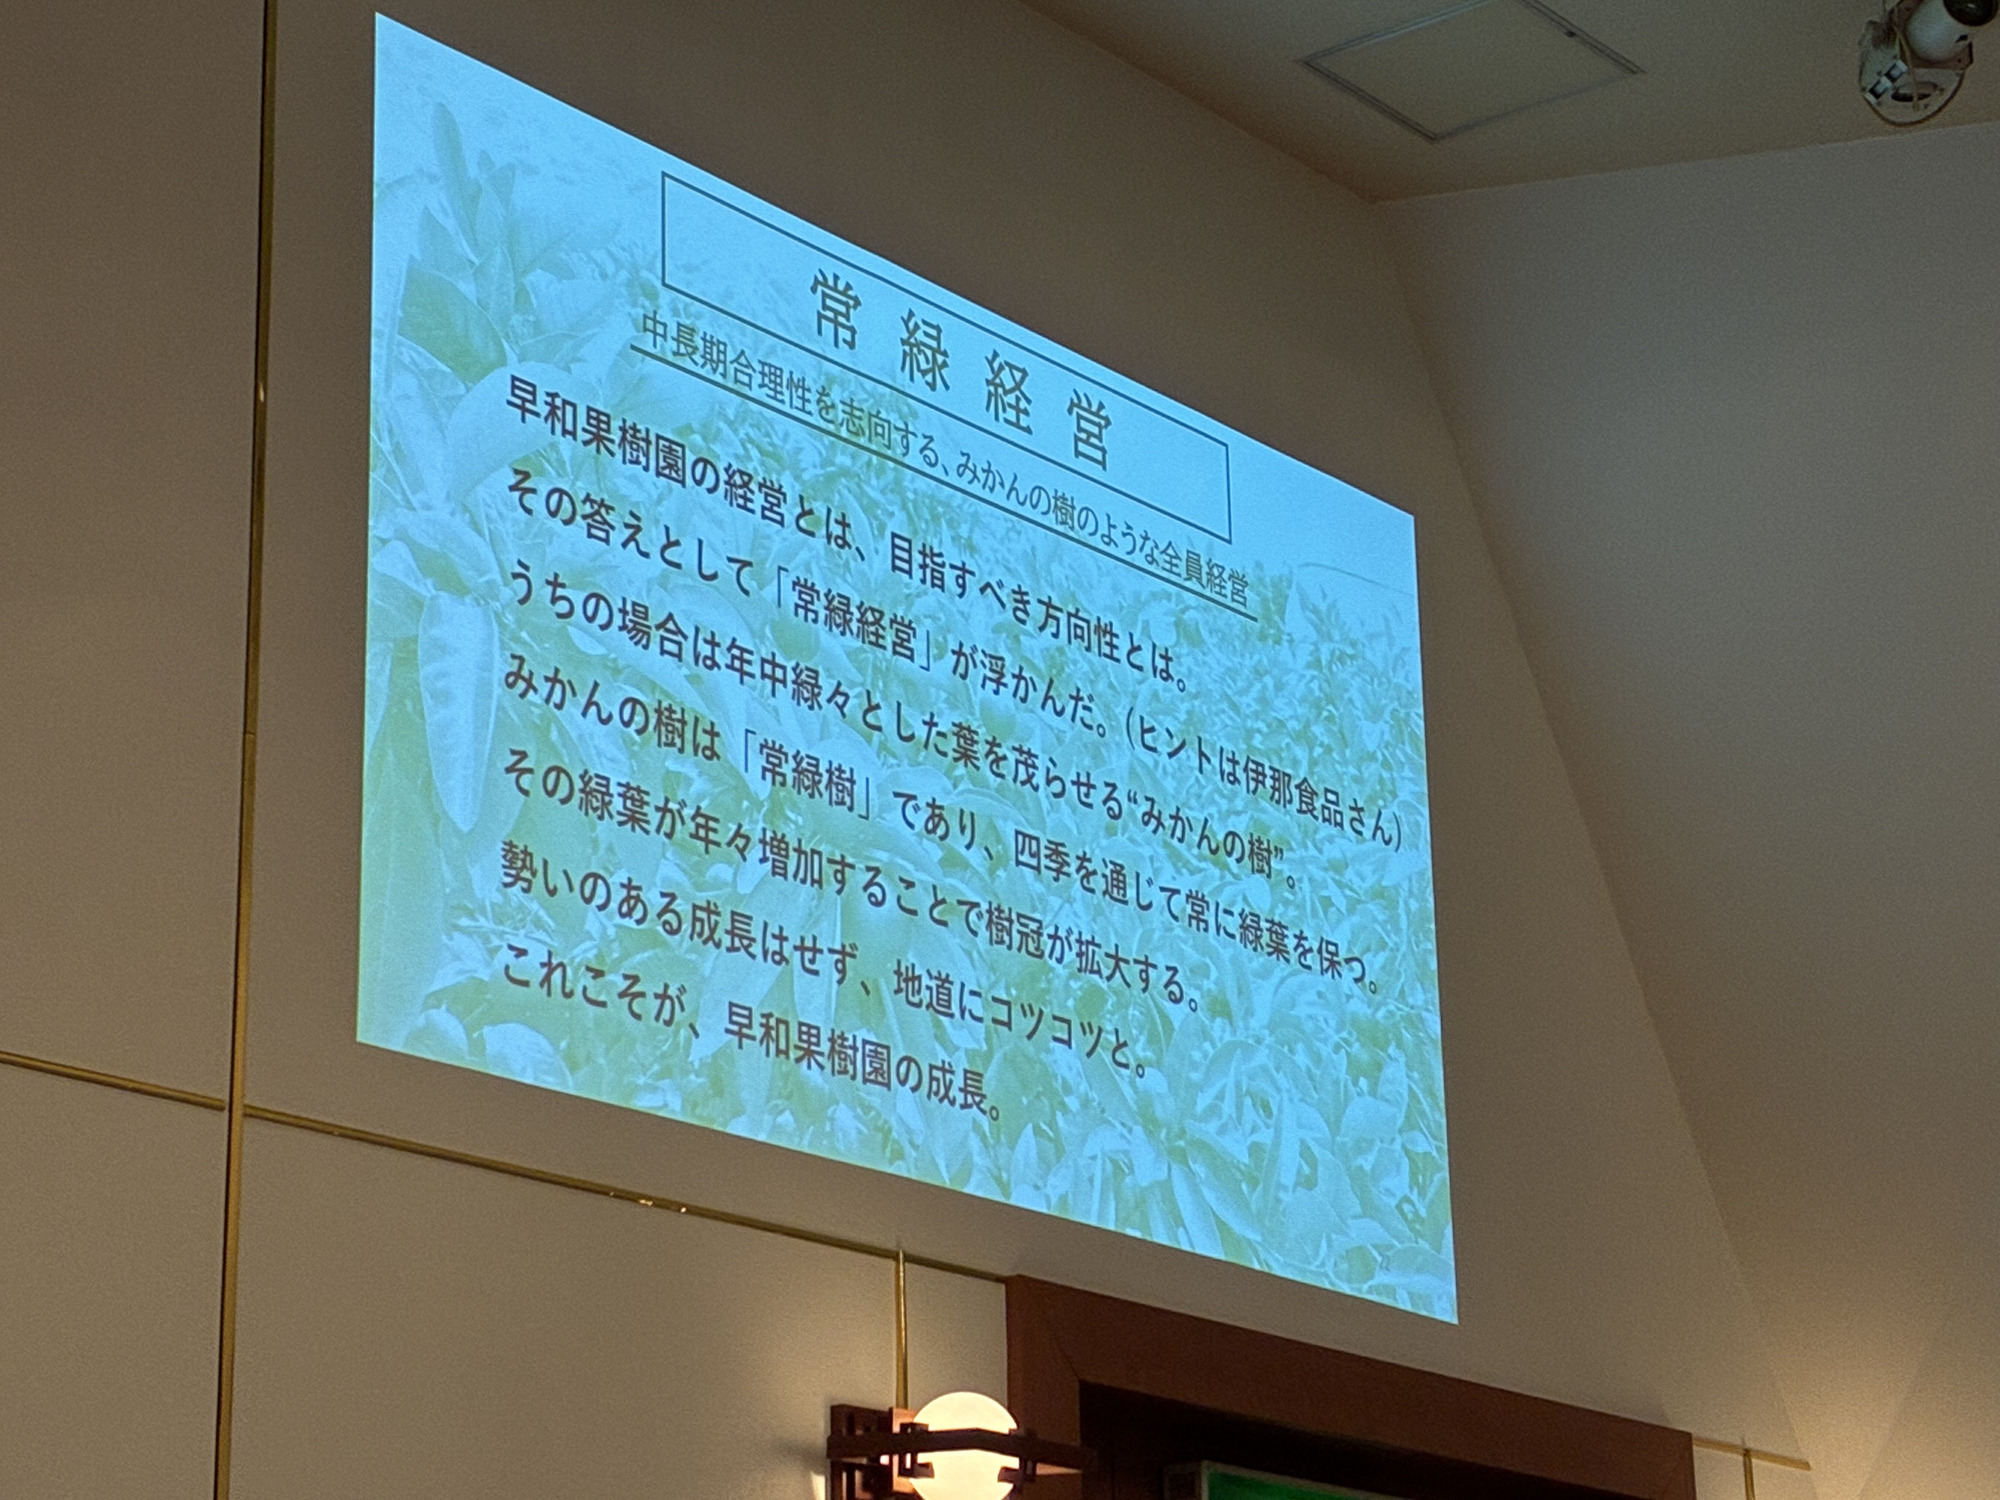 常緑経営
中長期合理性を志向する、みかんの樹のような全員経営
早和果樹園の経営とは、目指すべき方向性とは。
その答えとして「常緑経営」が浮かんだ。（ヒントは伊那食品さん）
うちの場合は年中緑々とした葉を茂らせる“みかんの樹”。
みかんの樹は「常緑樹」であり、四季を通じて常に緑葉を保つ。
その緑葉が年々増加することで樹冠が拡大する。
勢いのある成長はせず、地道にコツコツと。
これこそが、早和果樹園の成長。
22